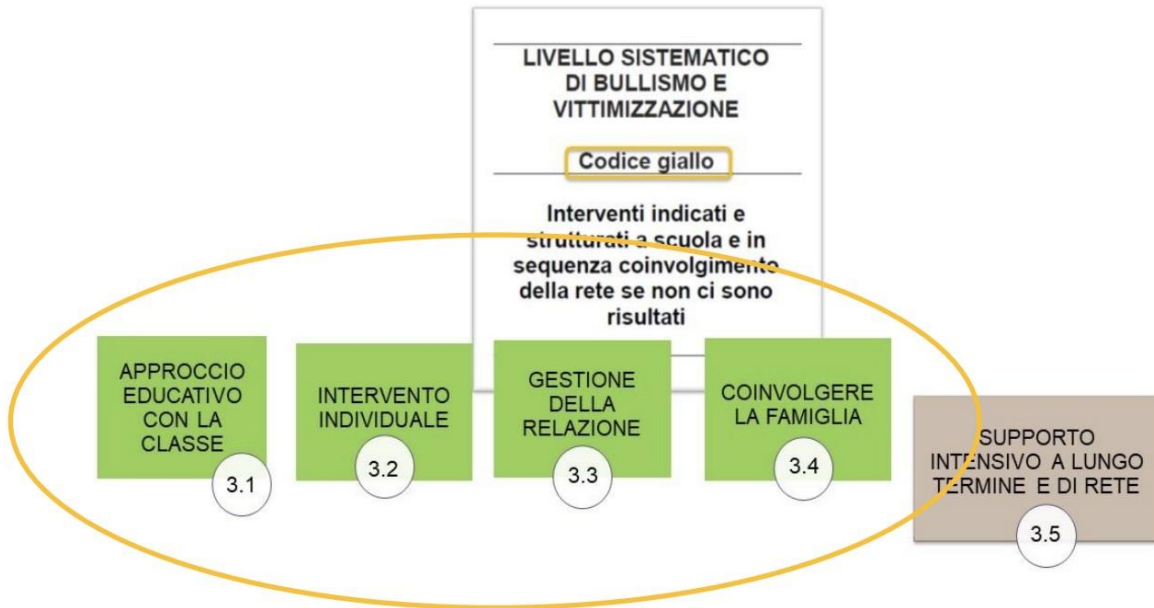 LIVELLO SISTEMATICO
DI BULLISMO E
VITTIMIZZAZIONE
Codice giallo
Interventi indicati e
strutturati a scuola e in
sequenza coinvolgimento
della rete se non ci sono
risultati
APPROCCIO
EDUCATIVO
CON LA
CLASSE
3.1
INTERVENTO
INDIVIDUALE
3.2
GESTIONE
DELLA
RELAZIONE
3.3
COINVOLGERE
LA FAMIGLIA
3.4
SUPPORTO
INTENSIVO A LUNGO
TERMINE E DI RETE
3.5